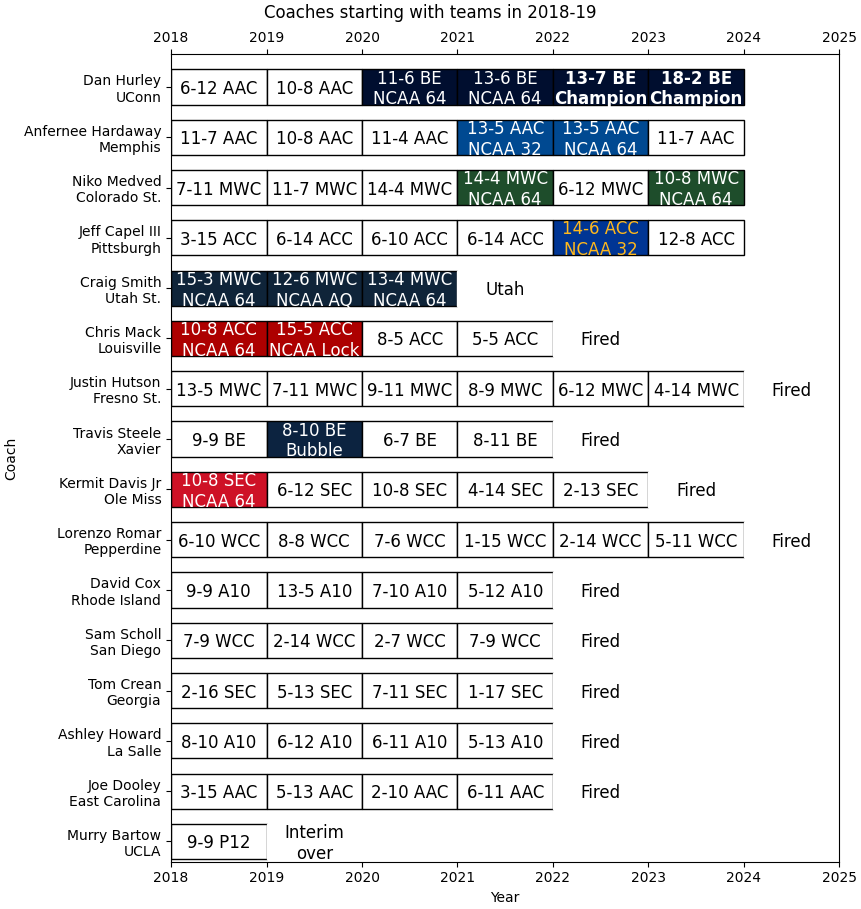 Coaches starting with teams in 2018-19
2018 2019 2020 2021 2022 2023 2024 2025
Dan Hurley
UConn
6-12 AAC
10-8 AAC
11-6 BE
NCAA 64
13-6 BE
NCAA 64
13-7 BE
Champion
18-2 BE
Champion
Anfernee Hardaway
Memphis
11-7 AAC
10-8 AAC
11-4 AAC
13-5 AAC
NCAA 32
13-5 AAC
NCAA 64
11-7 AAC
Niko Medved
Colorado St.
7-11 MWC
11-7 MWC
14-4 MWC
14-4 MWC
NCAA 64
6-12 MWC
10-8 MWC
NCAA 64
Jeff Capel III
Pittsburgh
3-15 ACC
6-14 ACC
6-10 ACC
6-14 ACC
14-6 ACC
NCAA 32
12-8 ACC
Craig Smith
Utah St.
15-3 MWC
NCAA 64
12-6 MWC
NCAA AQ
13-4 MWC
NCAA 64
Utah
Chris Mack
Louisville
10-8 ACC
NCAA 64
15-5 ACC
NCAA Lock
8-5 ACC
5-5 ACC
Fired
Justin Hutson
Fresno St.
13-5 MWC
7-11 MWC
9-11 MWC
8-9 MWC
6-12 MWC
4-14 MWC
Fired
Travis Steele
Xavier
9-9 BE
8-10 BE
Bubble
6-7 BE
8-11 BE
Fired
Kermit Davis Jr
Ole Miss
10-8 SEC
NCAA 64
6-12 SEC
10-8 SEC
4-14 SEC
2-13 SEC
Fired
Lorenzo Romar
Pepperdine
6-10 WCC
8-8 WCC
7-6 WCC
1-15 WCC
2-14 WCC
5-11 WCC
Fired
David Cox
Rhode Island
9-9 A10
13-5 A10
7-10 A10
5-12 A10
Fired
Sam Scholl
San Diego
7-9 WCC
2-14 WCC
2-7 WCC
7-9 WCC
Fired
Tom Crean
Georgia
2-16 SEC
5-13 SEC
7-11 SEC
1-17 SEC
Fired
Ashley Howard
La Salle
8-10 A10
6-12 A10
6-11 A10
5-13 A10
Fired
Joe Dooley
East Carolina
3-15 AAC
5-13 AAC
2-10 AAC
6-11 AAC
Fired
Murry Bartow
UCLA
9-9 P12
Interim
over
Coach
2018 2019 2020 2021 2022 2023 2024 2025
Year